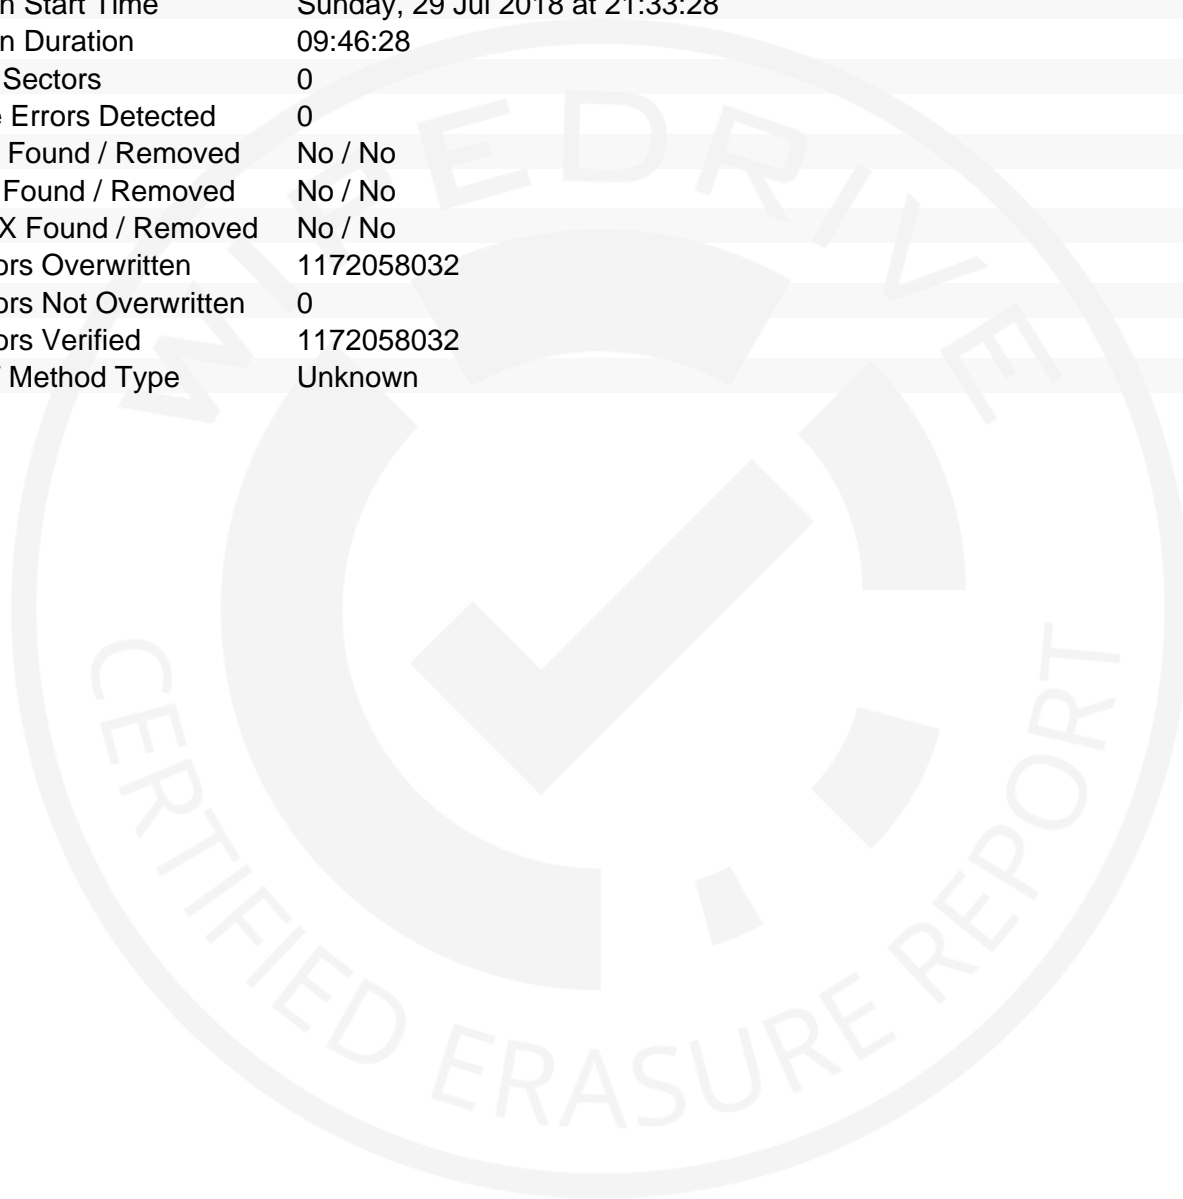 n Start Time Sunday, 29 Jul 2018 at 21:33:28
n Duration 09:46:28
Sectors 0
e Errors Detected 0
Found / Removed No / No
Found / Removed No / No
X Found / Removed No / No
ors Overwritten 1172058032
ors Not Overwritten 0
ors Verified 1172058032
Method Type Unknown
WIPEDRIVE
CERTIFIED ERASURE REPORT